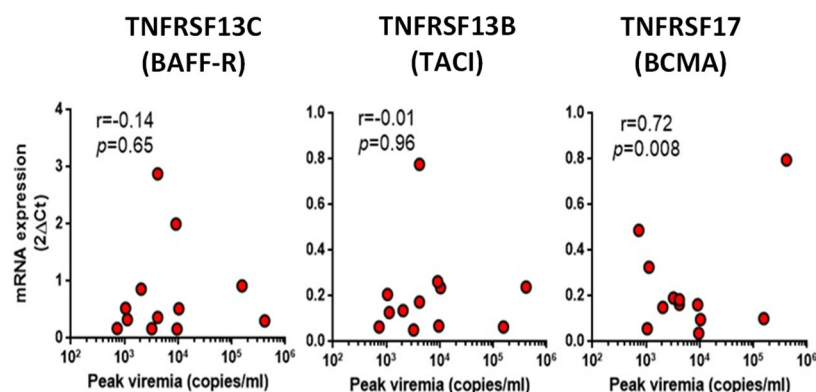 TNFRSF13C
(BAFF-R)
TNFRSF13B
(TACI)
TNFRSF17
(BCMA)
mRNA expression
(2ΔCt)
4
3
2
1
0
r=-0.14
p=0.65
10² 10³ 10⁴ 10⁵ 10⁶
Peak viremia (copies/ml)
1.0
0.8
0.6
0.4
0.2
0.0
r=-0.01
p=0.96
10² 10³ 10⁴ 10⁵ 10⁶
Peak viremia (copies/ml)
1.0
0.8
0.6
0.4
0.2
0.0
r=0.72
p=0.008
10² 10³ 10⁴ 10⁵ 10⁶
Peak viremia (copies/ml)